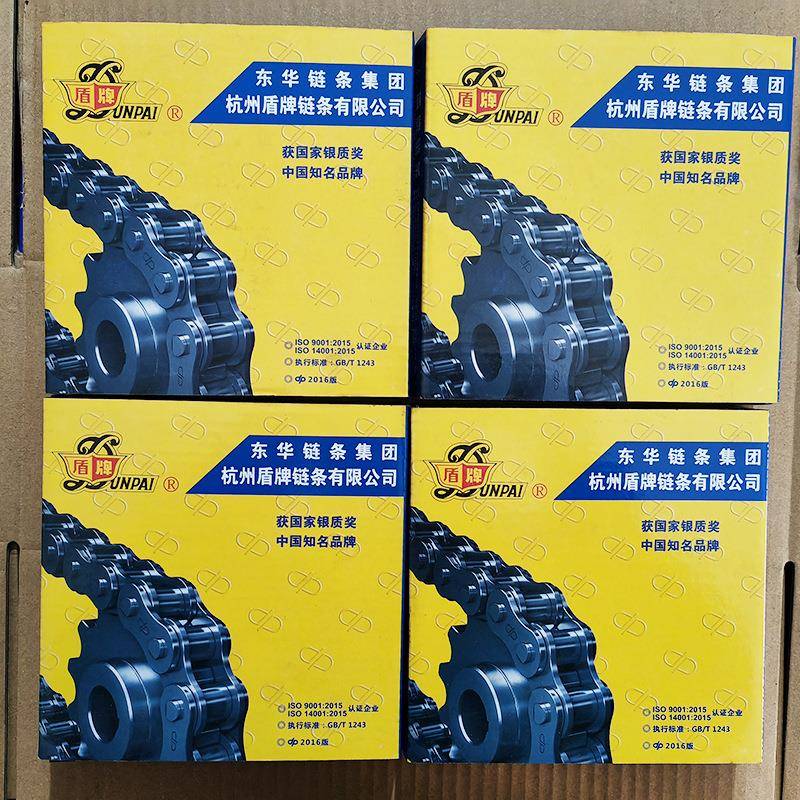 盾牌
DUNPAI ®
东华链条集团
杭州盾牌链条有限公司
获国家银质奖
中国知名品牌
ISO 9001:2015
ISO 14001:2015 认证企业
执行标准:GB/T 1243
dp 2016版
盾牌
DUNPAI ®
东华链条集团
杭州盾牌链条有限公司
获国家银质奖
中国知名品牌
ISO 9001:2015
ISO 14001:2015 认证企业
执行标准:GB/T 1243
dp 2016版
盾牌
DUNPAI ®
东华链条集团
杭州盾牌链条有限公司
获国家银质奖
中国知名品牌
ISO 9001:2015
ISO 14001:2015 认证企业
执行标准:GB/T 1243
dp 2016版
盾牌
DUNPAI ®
东华链条集团
杭州盾牌链条有限公司
获国家银质奖
中国知名品牌
ISO 9001:2015
ISO 14001:2015 认证企业
执行标准:GB/T 1243
dp 2016版